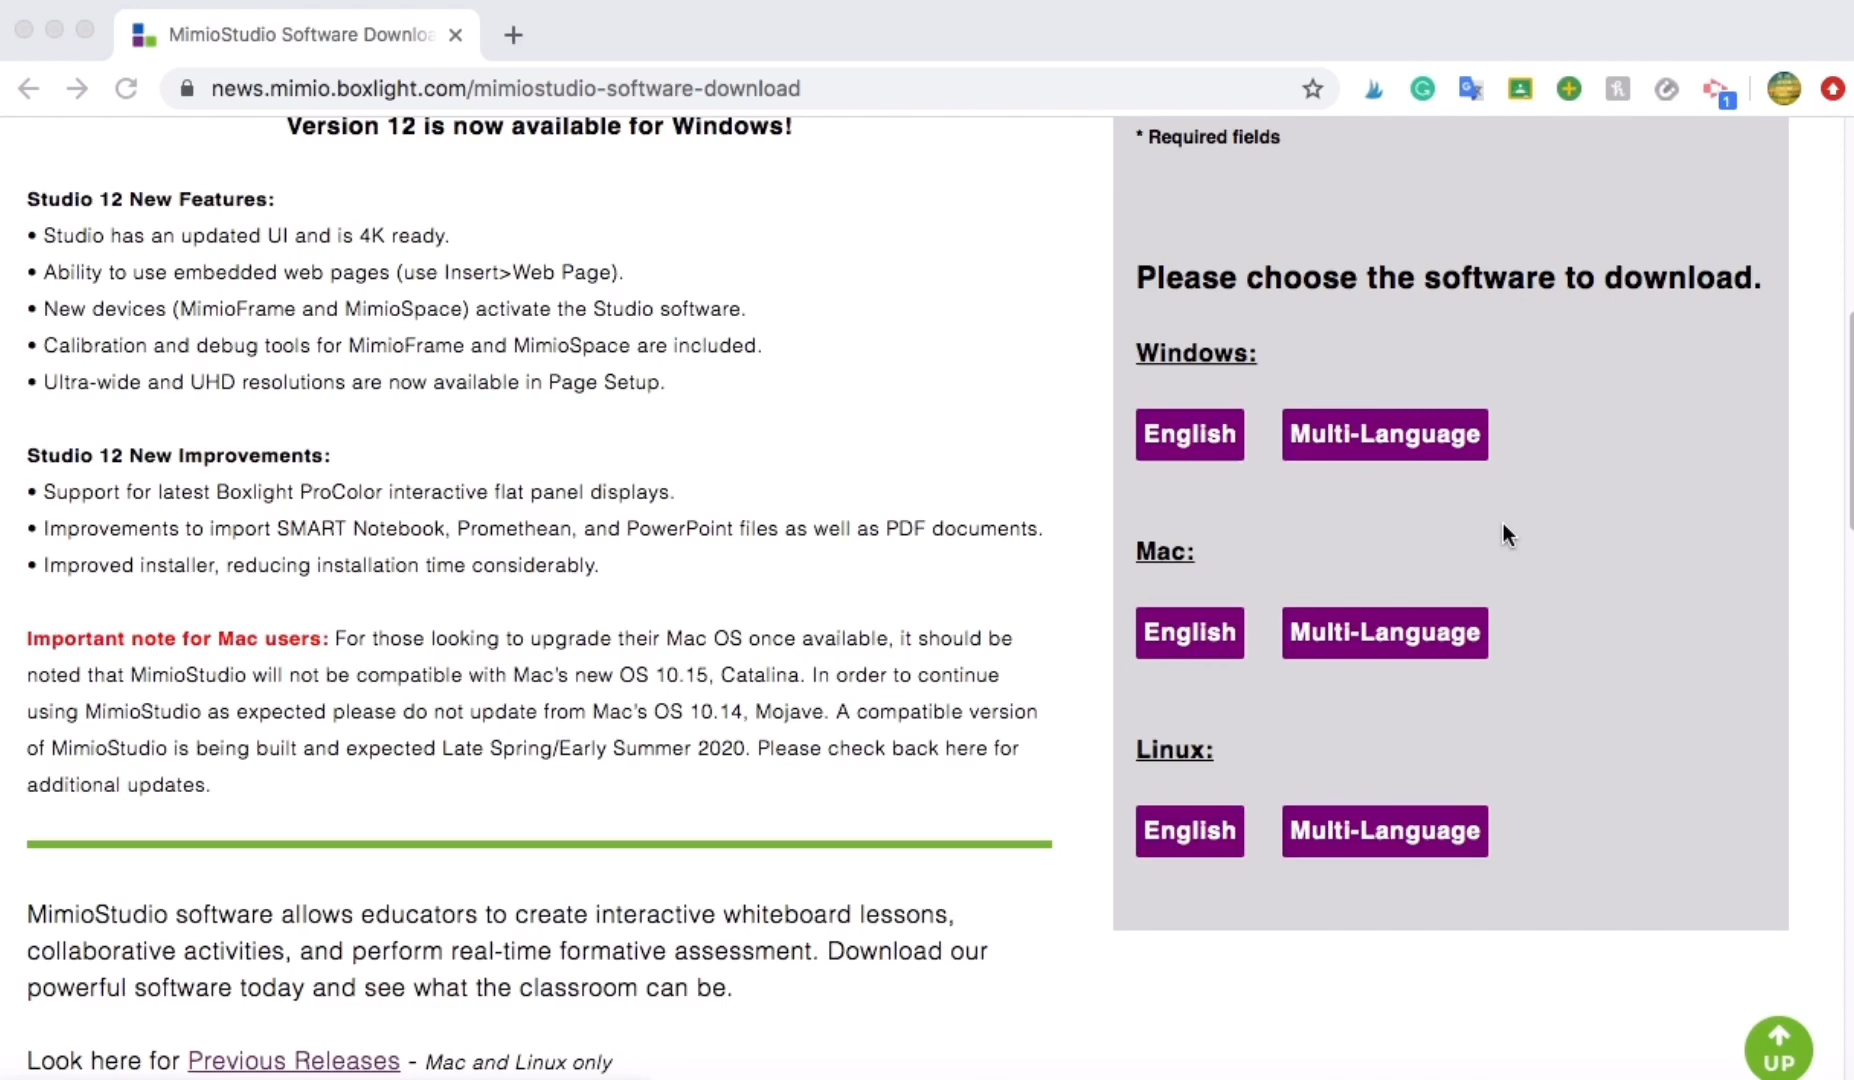 MimioStudio Software Downloa
news.mimio.boxlight.com/mimiostudio-software-download
1
Version 12 is now available for Windows!
Studio 12 New Features:
• Studio has an updated UI and is 4K ready.
• Ability to use embedded web pages (use Insert>Web Page).
• New devices (MimioFrame and MimioSpace) activate the Studio software.
• Calibration and debug tools for MimioFrame and MimioSpace are included.
• Ultra-wide and UHD resolutions are now available in Page Setup.
Studio 12 New Improvements:
• Support for latest Boxlight ProColor interactive flat panel displays.
• Improvements to import SMART Notebook, Promethean, and PowerPoint files as well as PDF documents.
• Improved installer, reducing installation time considerably.
Important note for Mac users: For those looking to upgrade their Mac OS once available, it should be
noted that MimioStudio will not be compatible with Mac's new OS 10.15, Catalina. In order to continue
using MimioStudio as expected please do not update from Mac's OS 10.14, Mojave. A compatible version
of MimioStudio is being built and expected Late Spring/Early Summer 2020. Please check back here for
additional updates.
MimioStudio software allows educators to create interactive whiteboard lessons,
collaborative activities, and perform real-time formative assessment. Download our
powerful software today and see what the classroom can be.
Look here for Previous Releases - Mac and Linux only
* Required fields
Please choose the software to download.
Windows:
English Multi-Language
Mac:
English Multi-Language
Linux:
English Multi-Language
UP